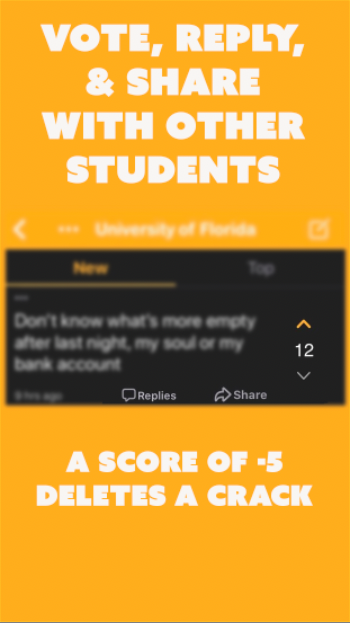 VOTE, REPLY,
& SHARE
WITH OTHER
STUDENTS
University of Florida
New
Top
Don't know what's more empty
after last night, my soul or my
bank account
12
9 hrs ago
Replies
Share
A SCORE OF -5
DELETES A CRACK